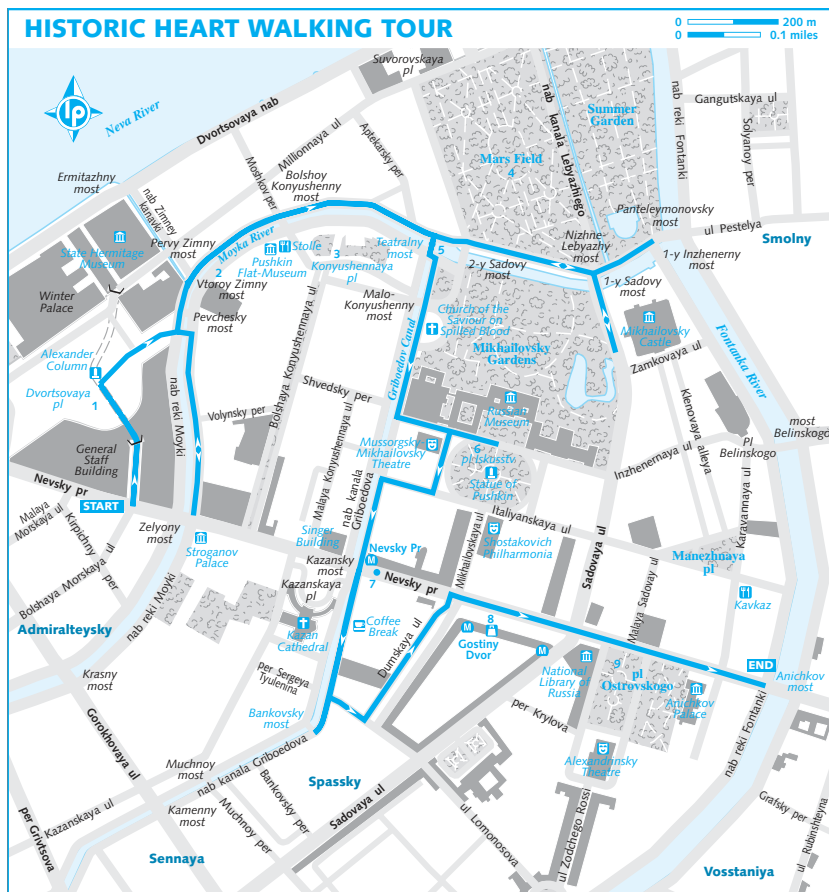 HISTORIC HEART WALKING TOUR
0 200 m
0 0.1 miles
lp
Neva River
Suvorovskaya
pl
Dvortsovaya nab
Millionnaya ul
Aptekarsky per
Moshkov per
Bolshoy
Konyushenny
most
Ermitazhny
most
nab Zimney
kanavki
Pervy Zimny
most
State Hermitage
Museum
Winter
Palace
Moyka River
2
Vtoroy Zimny
most
Pevchesky
most
Pushkin
Flat-Museum
Stolle
3
Konyushennaya
pl
Teatralny
most
5
Malo-
Konyushenny
most
Mars Field
4
nab kanala Lebyazhiego
Summer
Garden
nab reki Fontanki
Gangutskaya ul
Solyanoy per
Panteleymonovsky
most
ul Pestelya
Smolny
Nizhne-
Lebyazhy
most
2-y Sadovy
most
1-y Inzhenerny most
1-y Sadovy
most
Church of the
Saviour on
Spilled Blood
Mikhailovsky
Gardens
Mikhailovsky
Castle
Fontanka River
Zamkovaya ul
Klenovaya alleya
most
Belinskogo
Pl
Belinskogo
Alexander
Column
Dvortsovaya
pl
1
General
Staff
Building
Nevsky pr
START
nab reki Moyki
Volynsky per
Bolshaya Konyushennaya ul
Shvedsky per
Malaya Konyushennaya ul
Griboedov Canal
Russian
Museum
Mussorgsky-
Mikhailovsky
Theatre
6
pl Iskusstv
Statue of
Pushkin
Inzhenernaya ul
Karavannaya ul
Italiyanskaya ul
Malaya
Morskaya ul
Kirpichny
per
Bolshaya Morskaya ul
Zelyony
most
Stroganov
Palace
Singer
Building
nab kanala
Griboedova
Kazansky
most
Kazanskaya
pl
Nevsky Pr
M
7
Nevsky pr
Mikhailovskaya ul
Shostakovich
Philharmonia
Sadovaya ul
Malaya Sadovay ul
Manezhnaya
pl
Kavkaz
Admiralteysky
nab reki Moyki
Kazan
Cathedral
Coffee
Break
Dumskaya ul
M
8
Gostiny
Dvor
M
National
Library of
Russia
9
pl
Ostrovskogo
END
Anichkov
most
Anichkov
Palace
Krasny
most
per Sergeya
Tyulenina
Bankovsky
most
per Krylova
Alexandrinsky
Theatre
nab reki Fontanki
Gorokhovaya ul
Muchnoy
most
nab kanala Griboedova
Spassky
Kazanskaya ul
Kamenny
most
Bankovsky per
Muchnoy per
Sadovaya ul
ul Lomonosova
ul Zodchego Rossi
Grafsky per
ul Rubinshteyna
per Grivtsova
Sennaya
Vosstaniya